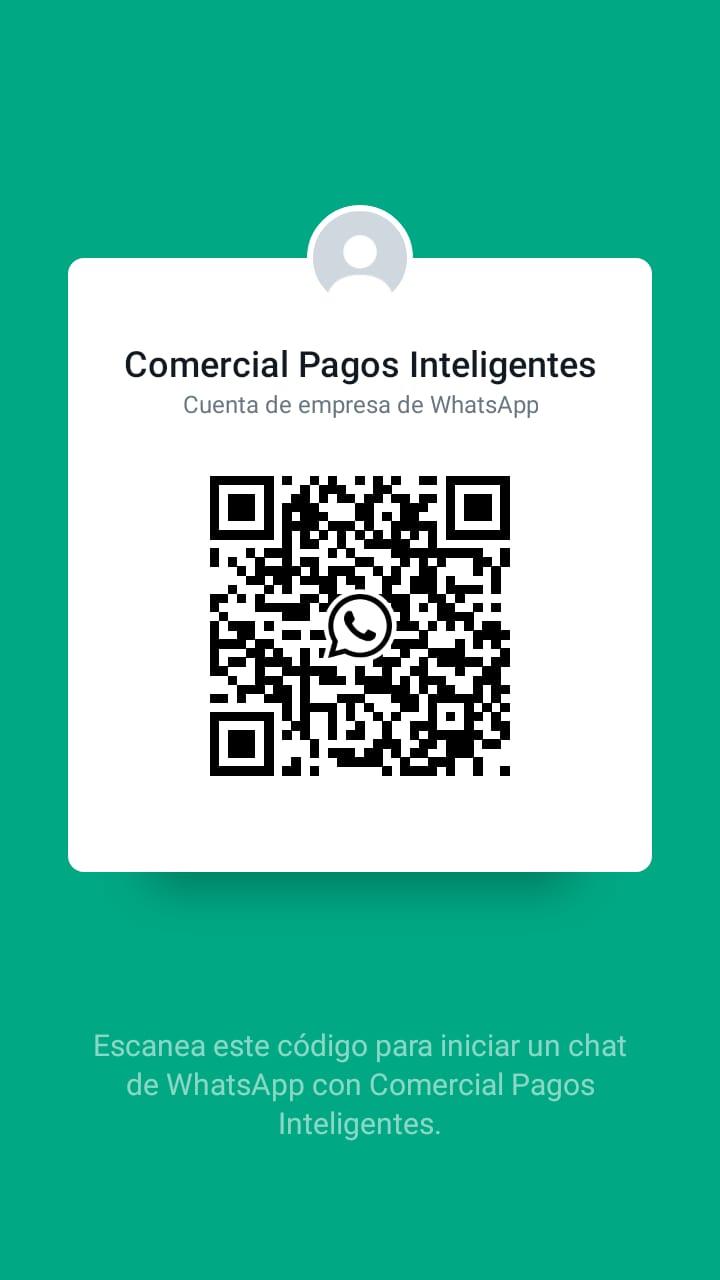 Comercial Pagos Inteligentes
Cuenta de empresa de WhatsApp
Escanea este código para iniciar un chat
de WhatsApp con Comercial Pagos
Inteligentes.